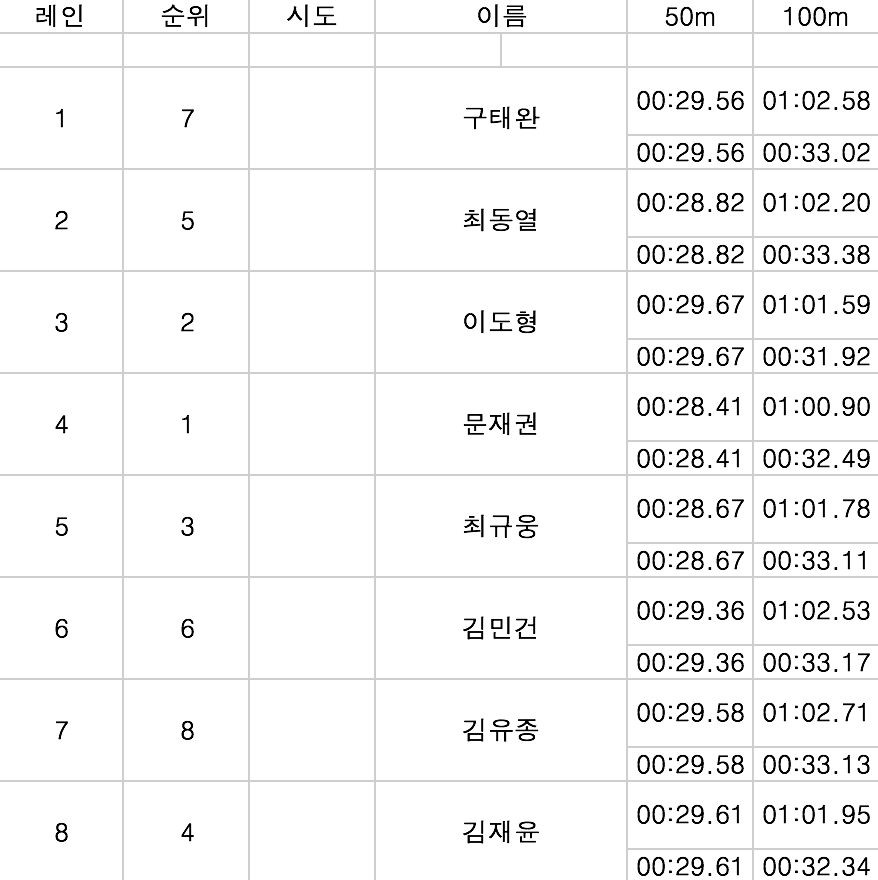 레인 순위 시도 이름 50m 100m
1 7 구태완 00:29.56 01:02.58
00:29.56 00:33.02
2 5 최동열 00:28.82 01:02.20
00:28.82 00:33.38
3 2 이도형 00:29.67 01:01.59
00:29.67 00:31.92
4 1 문재권 00:28.41 01:00.90
00:28.41 00:32.49
5 3 최규웅 00:28.67 01:01.78
00:28.67 00:33.11
6 6 김민건 00:29.36 01:02.53
00:29.36 00:33.17
7 8 김유종 00:29.58 01:02.71
00:29.58 00:33.13
8 4 김재윤 00:29.61 01:01.95
00:29.61 00:32.34